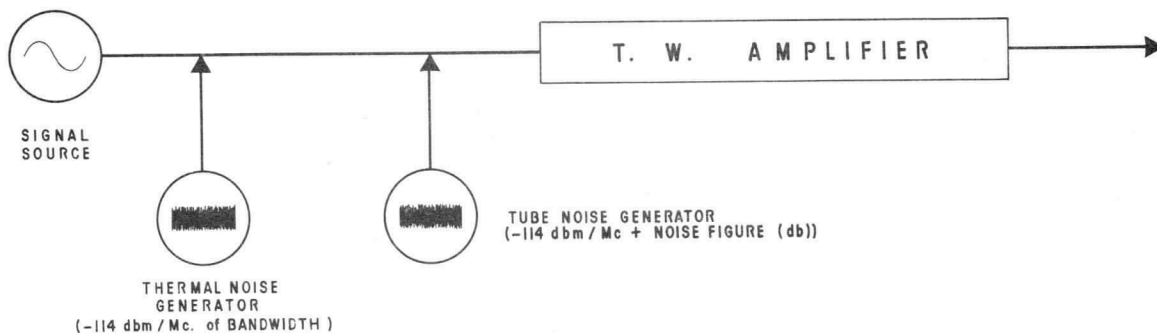 T. W. AMPLIFIER
SIGNAL
SOURCE
TUBE NOISE GENERATOR
(-114 dbm / Mc + NOISE FIGURE (db))
THERMAL NOISE
GENERATOR
(-114 dbm / Mc. of BANDWIDTH )